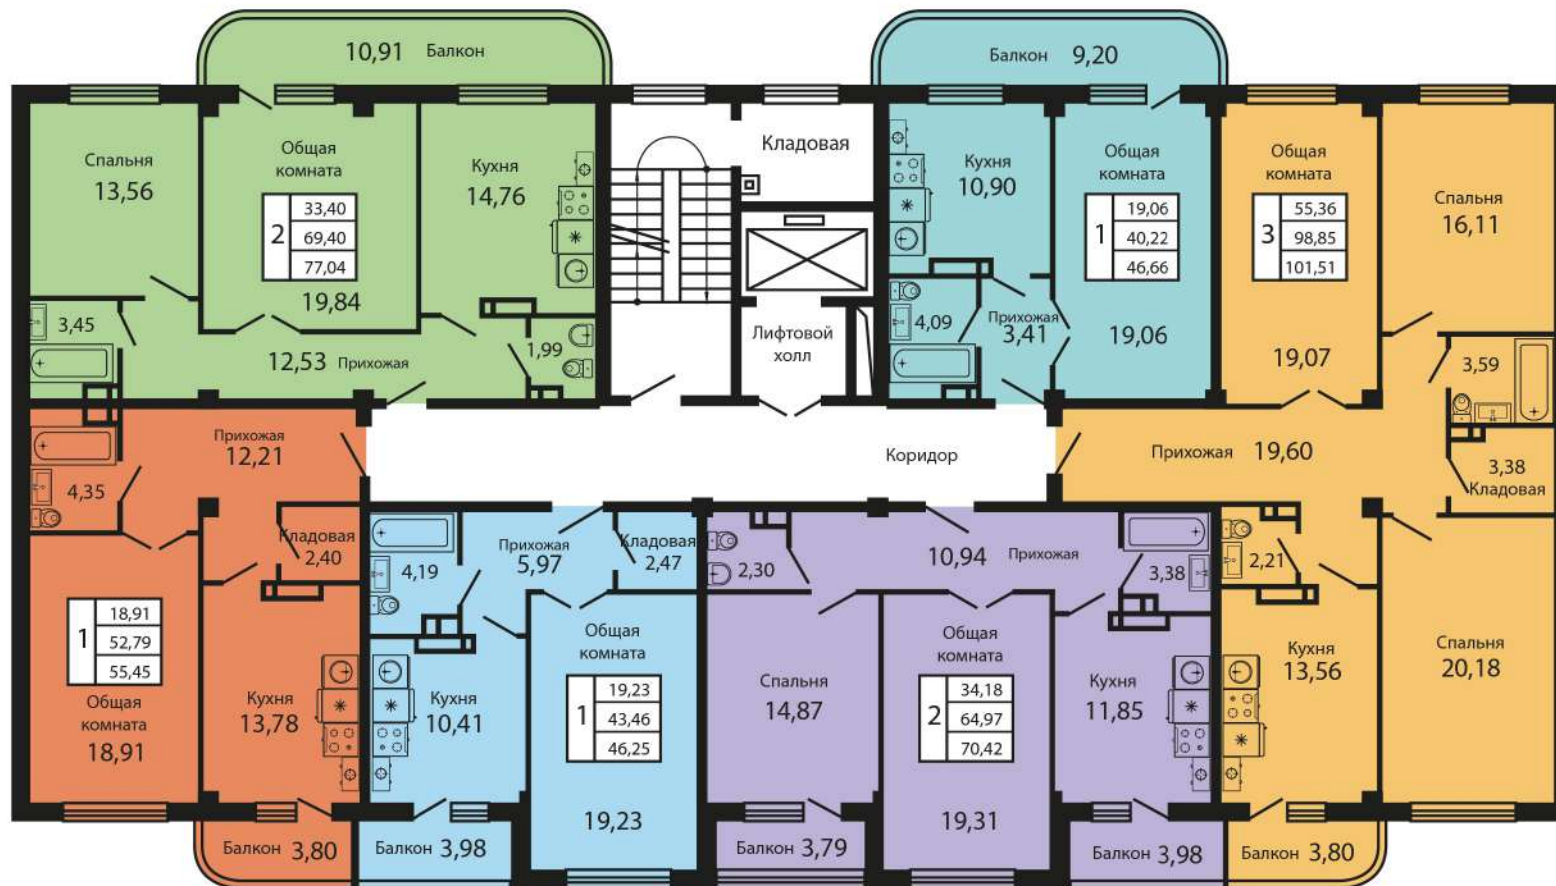 10,91 Балкон
Балкон 9,20
Спальня
13,56
Общая
комната
2
33,40
69,40
77,04
19,84
Кухня
14,76
3,45
12,53 Прихожая
1,99
Кладовая
Лифтовой
холл
Кухня
10,90
Общая
комната
1
19,06
40,22
46,66
19,06
4,09
Прихожая
3,41
Общая
комната
3
55,36
98,85
101,51
19,07
Спальня
16,11
3,59
Прихожая
12,21
4,35
Кладовая
2,40
Коридор
Прихожая 19,60
3,38
Кладовая
1
18,91
52,79
55,45
Общая
комната
18,91
Кухня
13,78
4,19
Прихожая
5,97
Кладовая
2,47
Кухня
10,41
Общая
комната
1
19,23
43,46
46,25
19,23
2,30
10,94 Прихожая
3,38
Спальня
14,87
Общая
комната
2
34,18
64,97
70,42
19,31
Кухня
11,85
2,21
Кухня
13,56
Спальня
20,18
Балкон 3,80
Балкон 3,98
Балкон 3,79
Балкон 3,98
Балкон 3,80